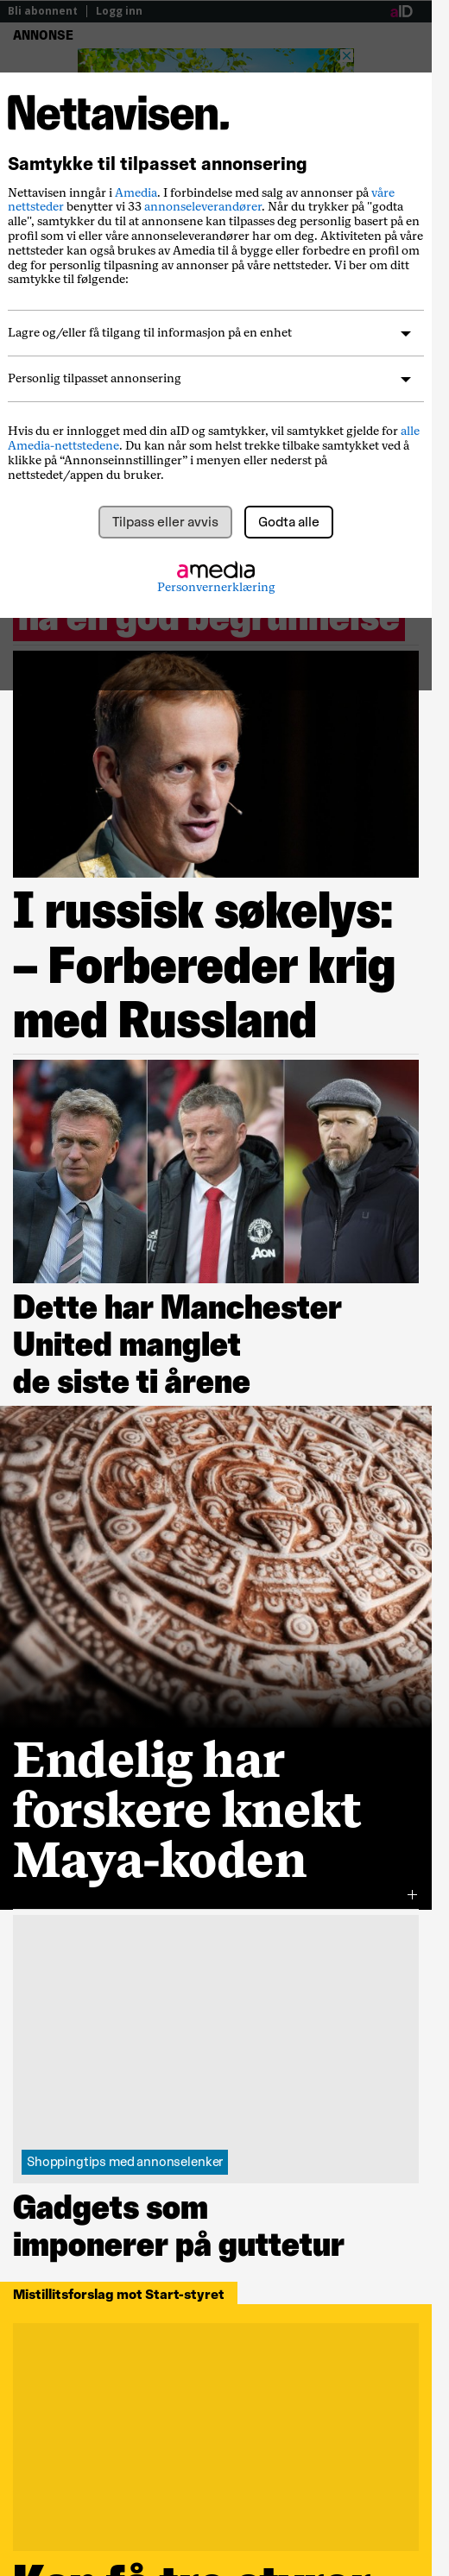 Bli abonnent | Logg inn
aID
ANNONSE
Nettavisen.
Samtykke til tilpasset annonsering
Nettavisen inngår i Amedia. I forbindelse med salg av annonser på våre
nettsteder benytter vi 33 annonseleverandører. Når du trykker på "godta
alle", samtykker du til at annonsene kan tilpasses deg personlig basert på en
profil som vi eller våre annonseleverandører har om deg. Aktiviteten på våre
nettsteder kan også brukes av Amedia til å bygge eller forbedre en profil om
deg for personlig tilpasning av annonser på våre nettsteder. Vi ber om ditt
samtykke til følgende:
Lagre og/eller få tilgang til informasjon på en enhet
Personlig tilpasset annonsering
Hvis du er innlogget med din aID og samtykker, vil samtykket gjelde for alle
Amedia-nettstedene. Du kan når som helst trekke tilbake samtykket ved å
klikke på “Annonseinnstillinger” i menyen eller nederst på
nettstedet/appen du bruker.
Tilpass eller avvis
Godta alle
amedia
Personvernerklæring
ha en god begrunnelse
I russisk søkelys:
– Forbereder krig
med Russland
AON
Dette har Manchester
United manglet
de siste ti årene
Endelig har
forskere knekt
Maya-koden
Shoppingtips med annonselenker
Gadgets som
imponerer på guttetur
Mistillitsforslag mot Start-styret